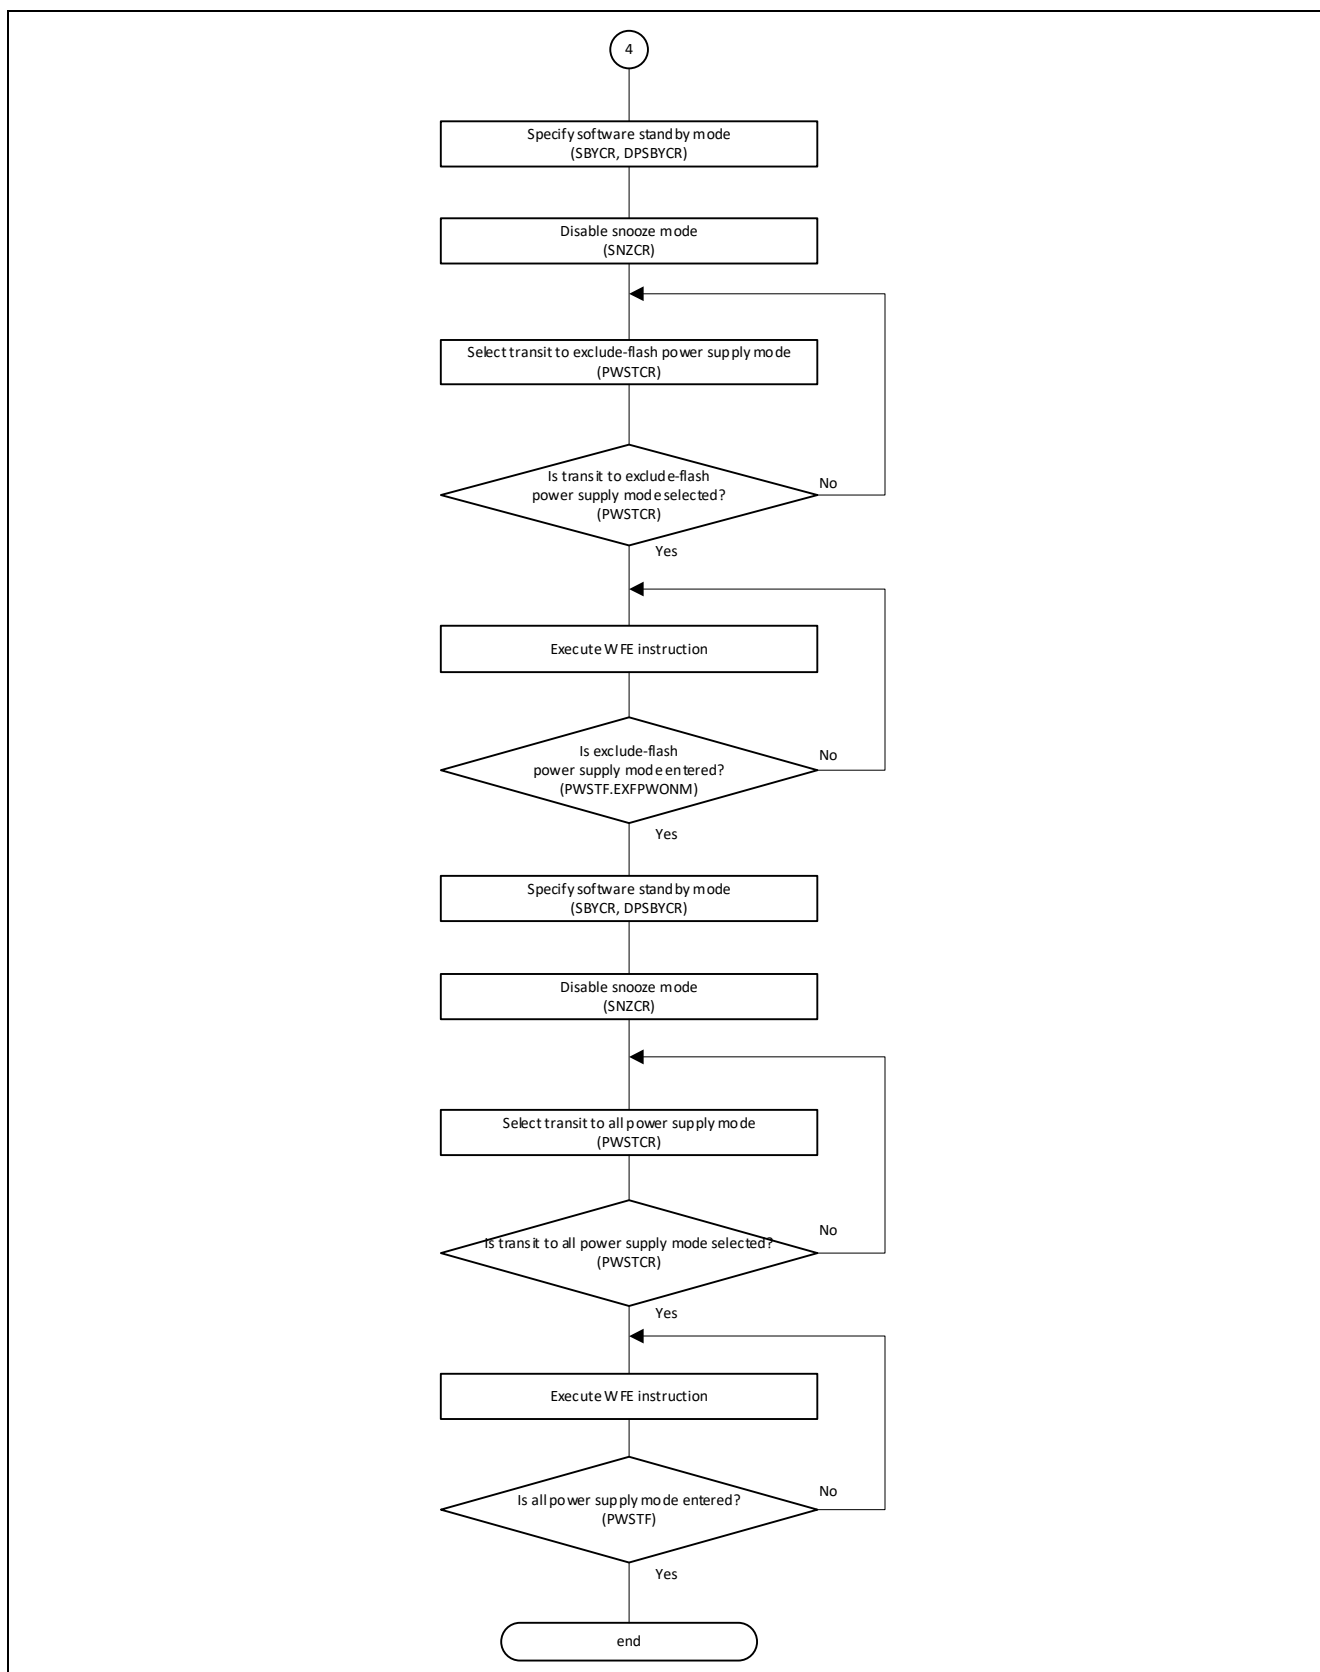 4
Specify software standby mode
(SBYCR, DPSBYCR)
Disable snooze mode
(SNZCR)
Select transit to exclude-flash power supply mode
(PWSTCR)
Is transit to exclude-flash
power supply mode selected?
(PWSTCR)
No
Yes
Execute WFE instruction
Is exclude-flash
power supply mode entered?
(PWSTF.EXFPWONM)
No
Yes
Specify software standby mode
(SBYCR, DPSBYCR)
Disable snooze mode
(SNZCR)
Select transit to all power supply mode
(PWSTCR)
Is transit to all power supply mode selected?
(PWSTCR)
No
Yes
Execute WFE instruction
Is all power supply mode entered?
(PWSTF)
No
Yes
end